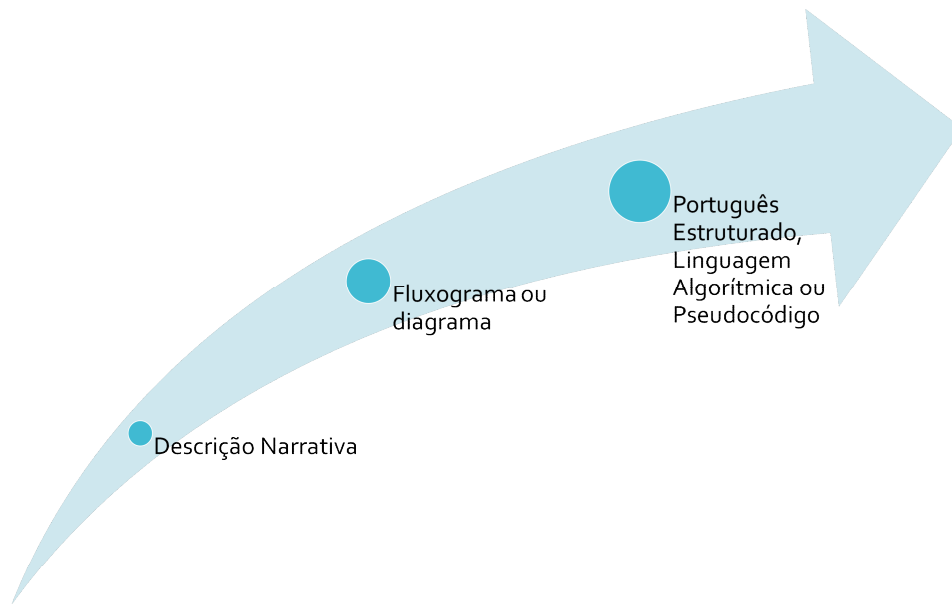 Português
Estruturado,
Linguagem
Algorítmica ou
Pseudocódigo
Fluxograma ou
diagrama
Descrição Narrativa